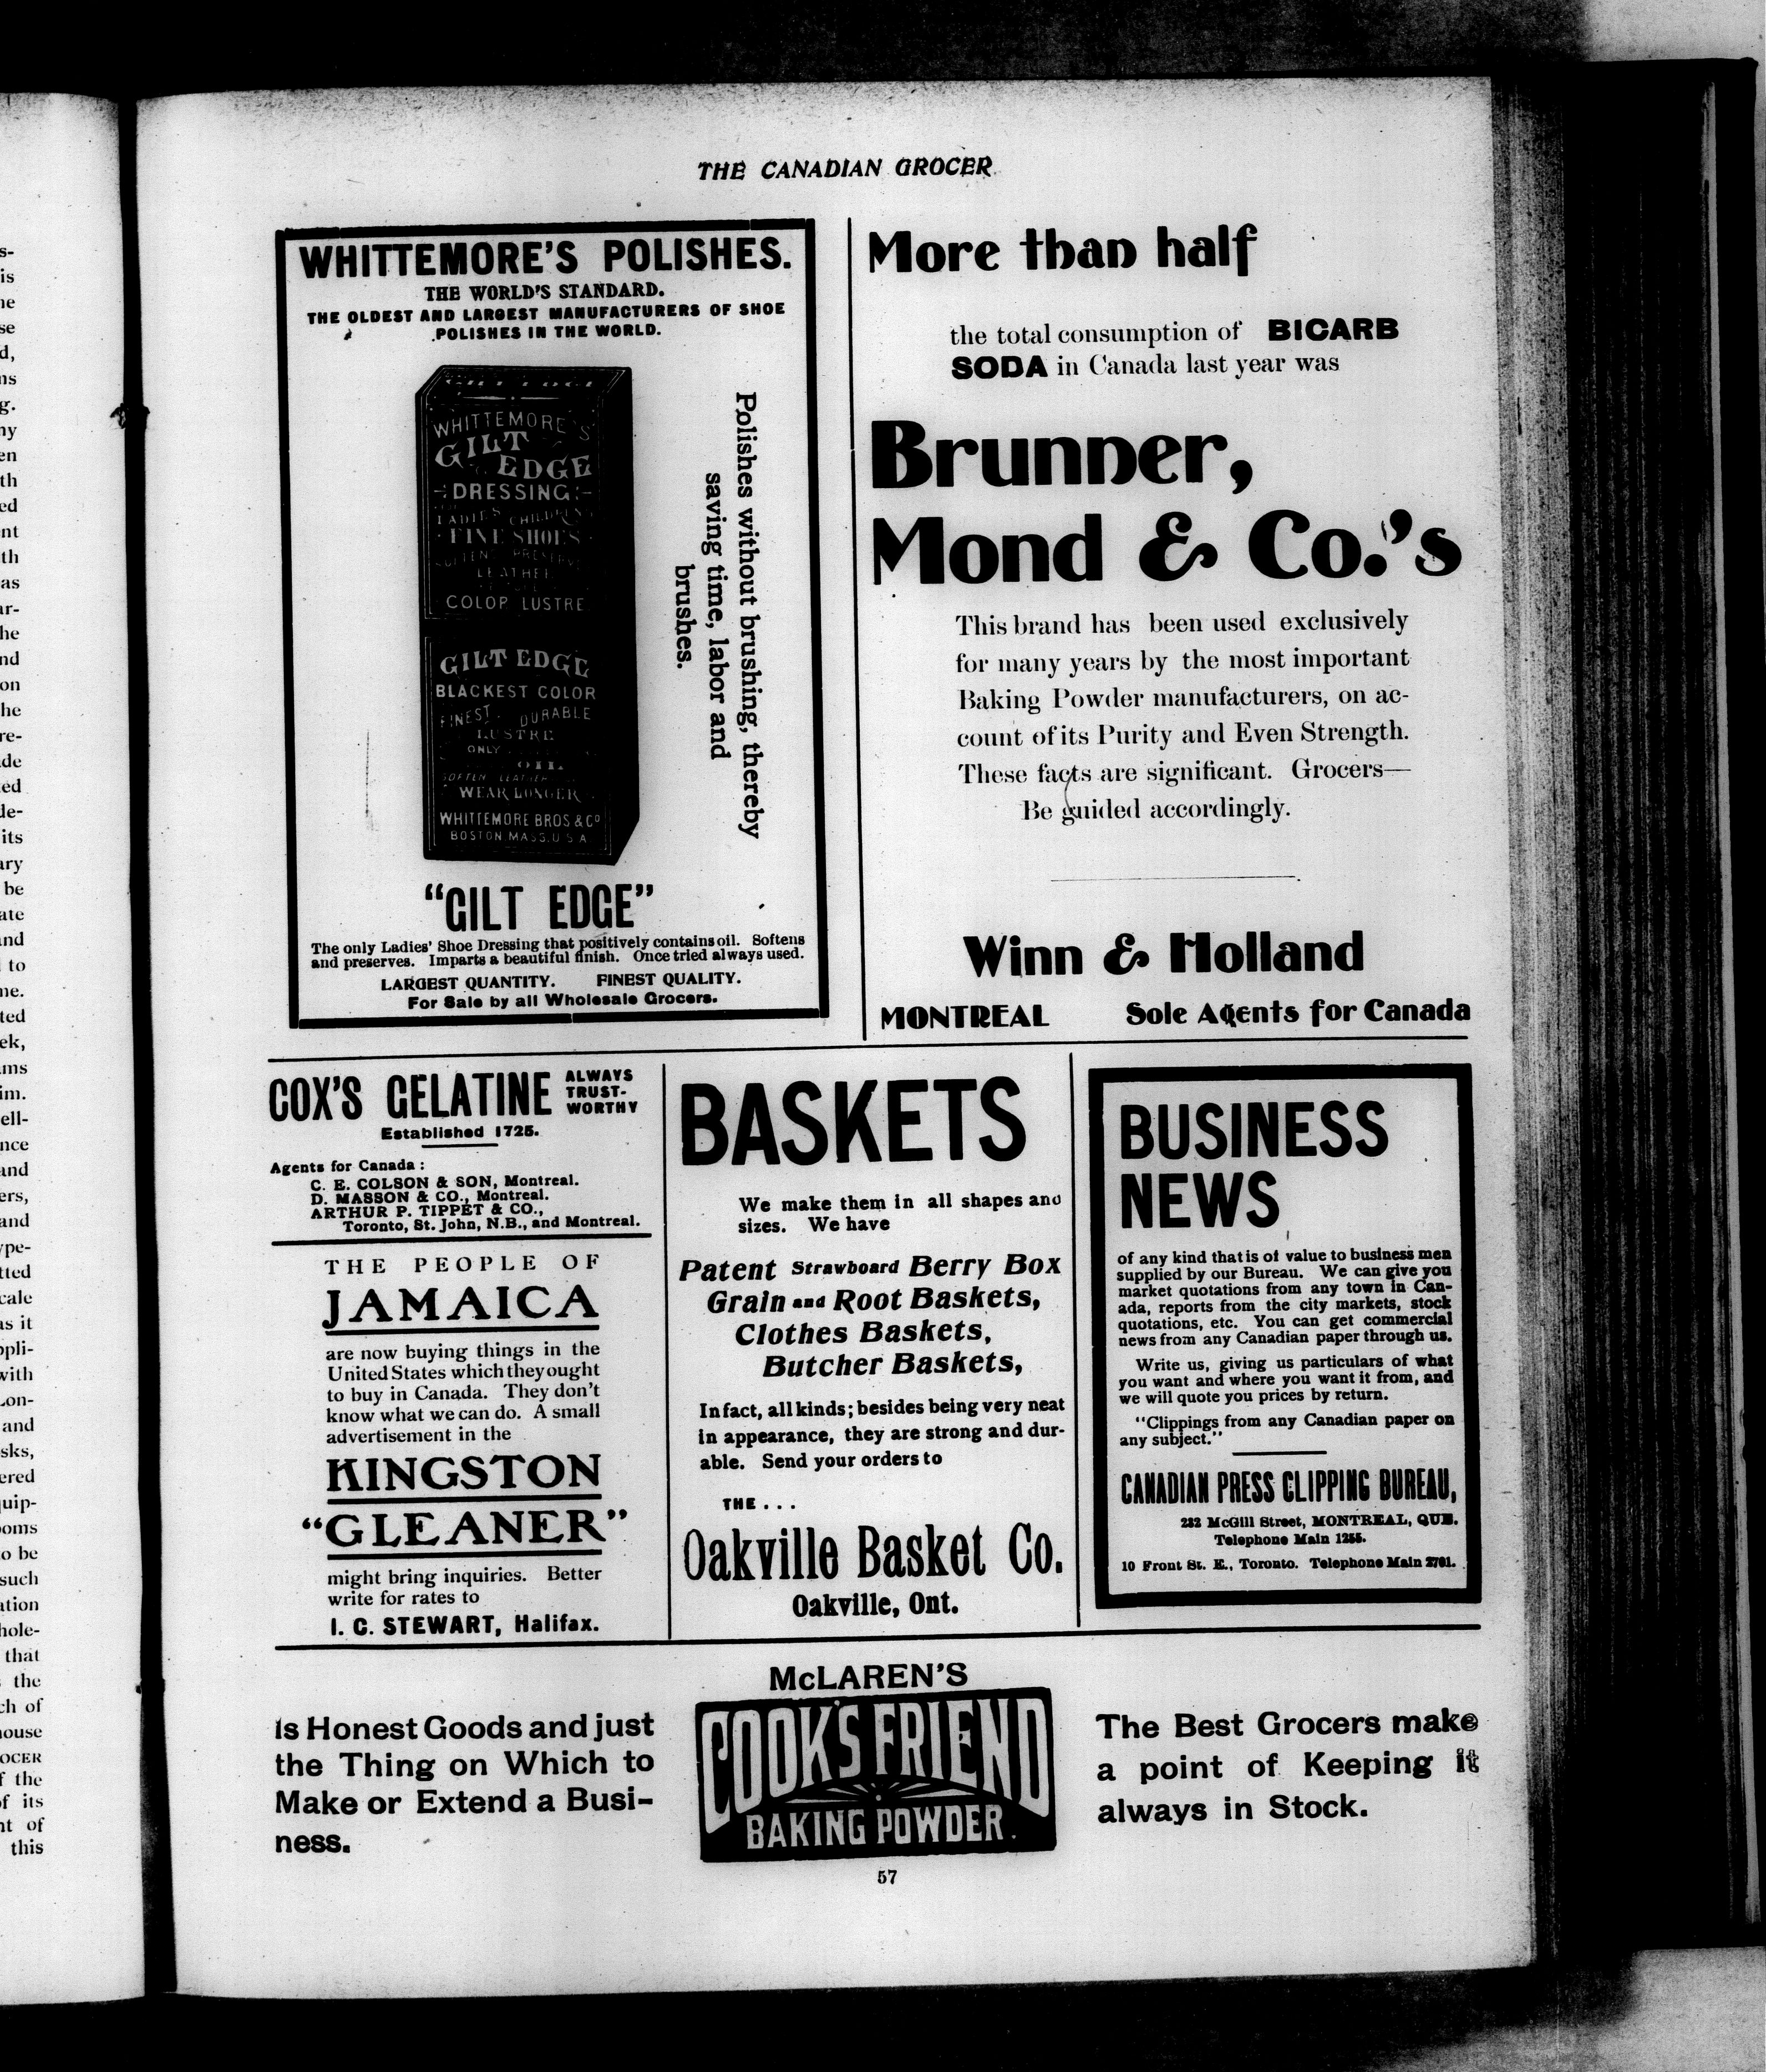 THE CANADIAN GROCER
WHITTEMORE'S POLISHES.
THE WORLD'S STANDARD.
THE OLDEST AND LARGEST MANUFACTURERS OF SHOE
POLISHES IN THE WORLD.
WHITTEMORE'S
GILT
EDGE
DRESSING
LADIES' CHILDREN
FINE SHOES
LEATHER
COLOR LUSTRE
GILT EDGE
BLACKEST COLOR
FINEST DURABLE
LUSTRE
ONLY
OIL
SOFTEN LEATHER
WEAR LONGER
WHITTEMORE BROS & CO
BOSTON, MASS. U S A
Polishes without brushing, thereby
saving time, labor and
brushes.
"GILT EDGE"
The only Ladies' Shoe Dressing that positively contains oil. Softens
and preserves. Imparts a beautiful finish. Once tried always used.
LARGEST QUANTITY. FINEST QUALITY.
For Sale by all Wholesale Grocers.
More than half
the total consumption of BICARB
SODA in Canada last year was
Brunner,
Mond & Co.'s
This brand has been used exclusively
for many years by the most important
Baking Powder manufacturers, on ac-
count of its Purity and Even Strength.
These facts are significant. Grocers—
Be guided accordingly.
Winn & Holland
MONTREAL Sole Agents for Canada
COX'S GELATINE ALWAYS
TRUST-
WORTHY
Established 1725.
Agents for Canada:
C. E. COLSON & SON, Montreal.
D. MASSON & CO., Montreal.
ARTHUR P. TIPPET & CO.,
Toronto, St. John, N.B., and Montreal.
THE PEOPLE OF
JAMAICA
are now buying things in the
United States which they ought
to buy in Canada. They don't
know what we can do. A small
advertisement in the
KINGSTON
"GLEANER"
might bring inquiries. Better
write for rates to
I. C. STEWART, Halifax.
BASKETS
We make them in all shapes and
sizes. We have
Patent Strawboard Berry Box
Grain and Root Baskets,
Clothes Baskets,
Butcher Baskets,
In fact, all kinds; besides being very neat
in appearance, they are strong and dur-
able. Send your orders to
THE...
Oakville Basket Co.
Oakville, Ont.
BUSINESS
NEWS
of any kind that is of value to business men
supplied by our Bureau. We can give you
market quotations from any town in Can-
ada, reports from the city markets, stock
quotations, etc. You can get commercial
news from any Canadian paper through us.
Write us, giving us particulars of what
you want and where you want it from, and
we will quote you prices by return.
"Clippings from any Canadian paper on
any subject."
CANADIAN PRESS CLIPPING BUREAU,
232 McGill Street, MONTREAL, QUE.
Telephone Main 1255.
10 Front St. E., Toronto. Telephone Main 2701.
Is Honest Goods and just
the Thing on Which to
Make or Extend a Busi-
ness.
McLAREN'S
COOK'S FRIEND
BAKING POWDER.
The Best Grocers make
a point of Keeping it
always in Stock.
57